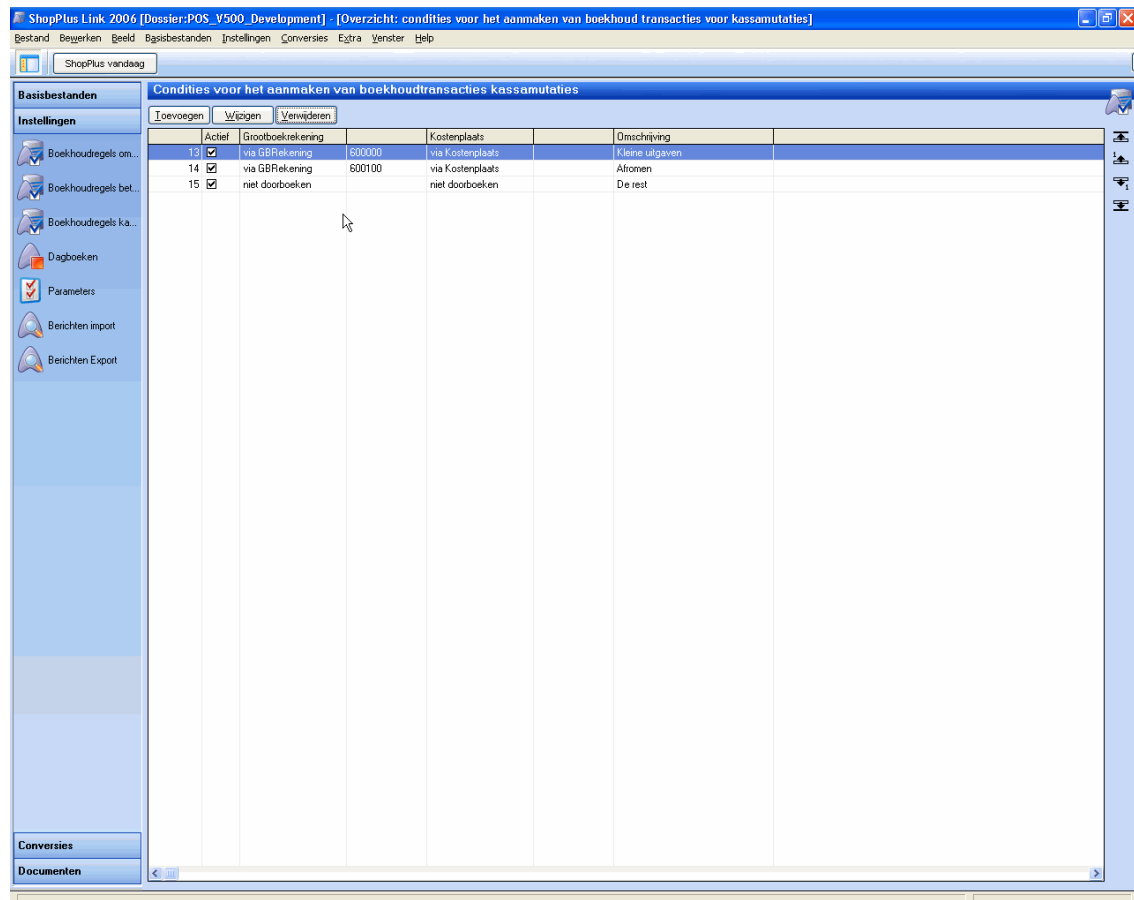 ShopPlus Link 2006 [Dossier:POS_V500_Development] - [Overzicht: condities voor het aanmaken van boekhoud transacties voor kassamutaties]
Bestand Bewerken Beeld Basisbestanden Instellingen Conversies Extra Venster Help
ShopPlus vandaag
Basisbestanden
Instellingen
Boekhoudregels om...
Boekhoudregels bet...
Boekhoudregels ka...
Dagboeken
Parameters
Berichten import
Berichten Export
Conversies
Documenten
Condities voor het aanmaken van boekhoudtransacties kassamutaties
Toevoegen Wijzigen Verwijderen
Actief Grootboekrekening Kostenplaats Omschrijving
13 via GBRekening 600000 via Kostenplaats Kleine uitgaven
14 via GBRekening 600100 via Kostenplaats Afromen
15 niet doorboeken niet doorboeken De rest
1
1